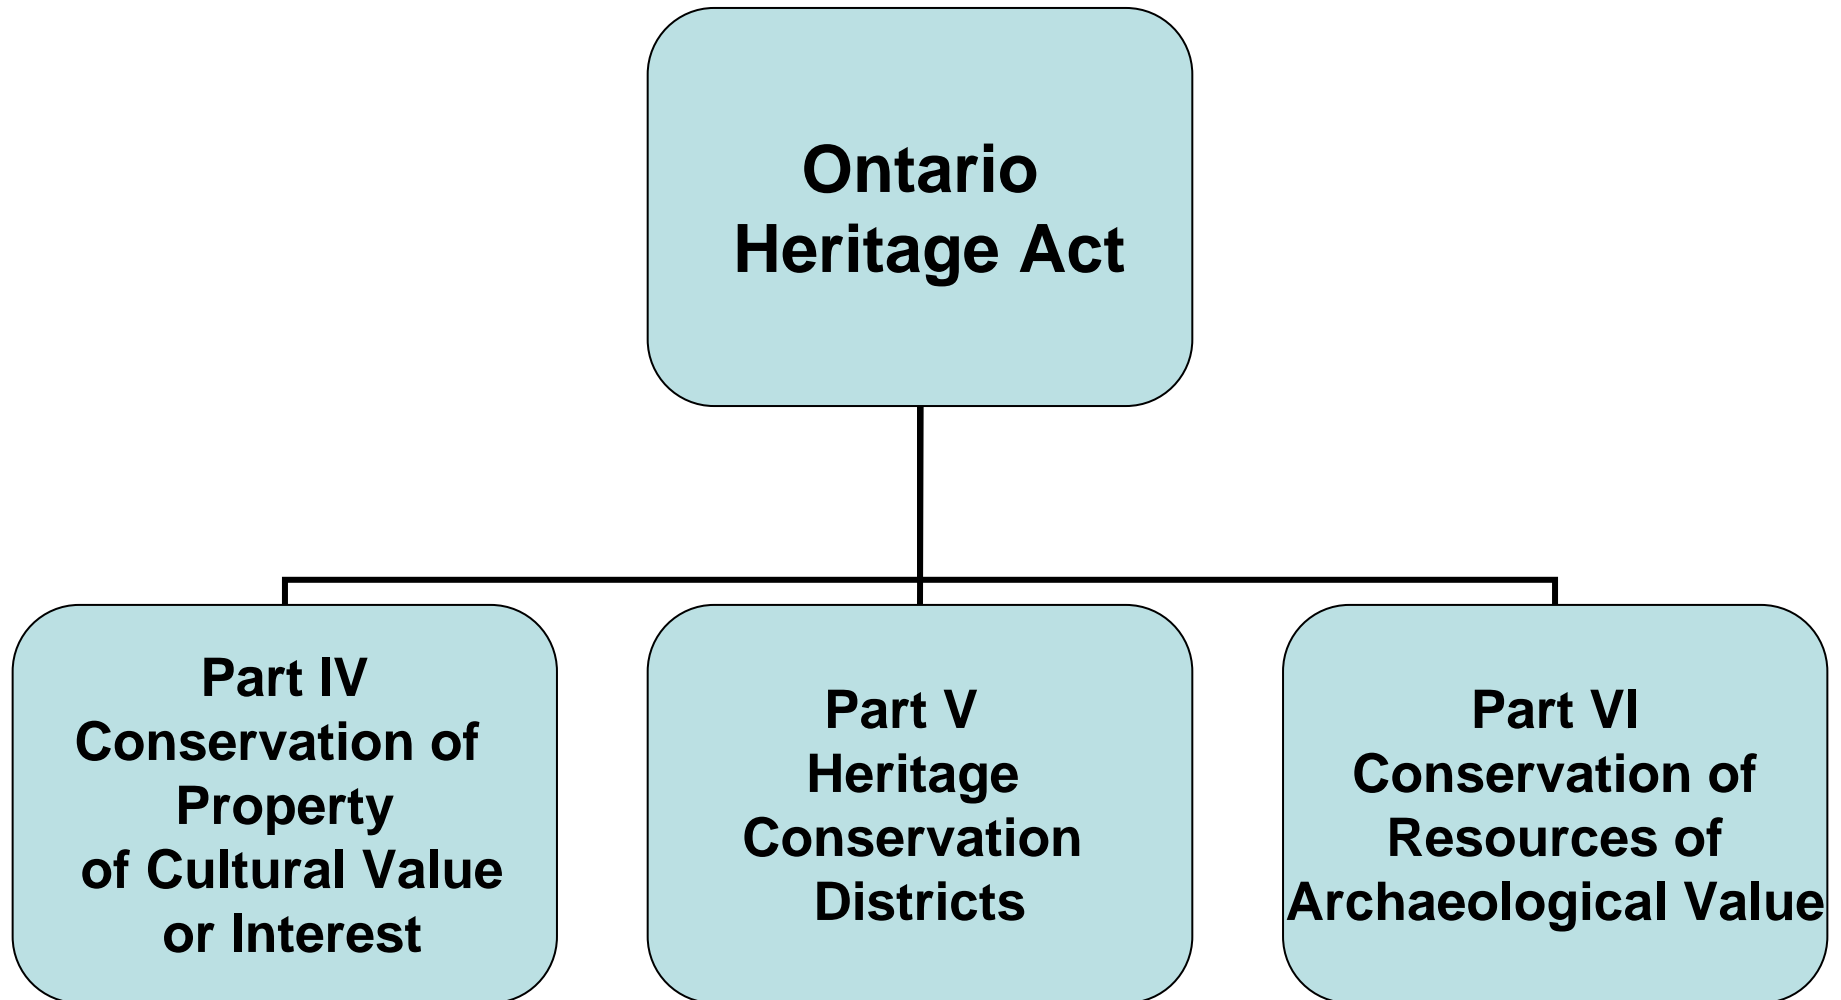 Ontario
Heritage Act
Part IV
Conservation of
Property
of Cultural Value
or Interest
Part V
Heritage
Conservation
Districts
Part VI
Conservation of
Resources of
Archaeological Value